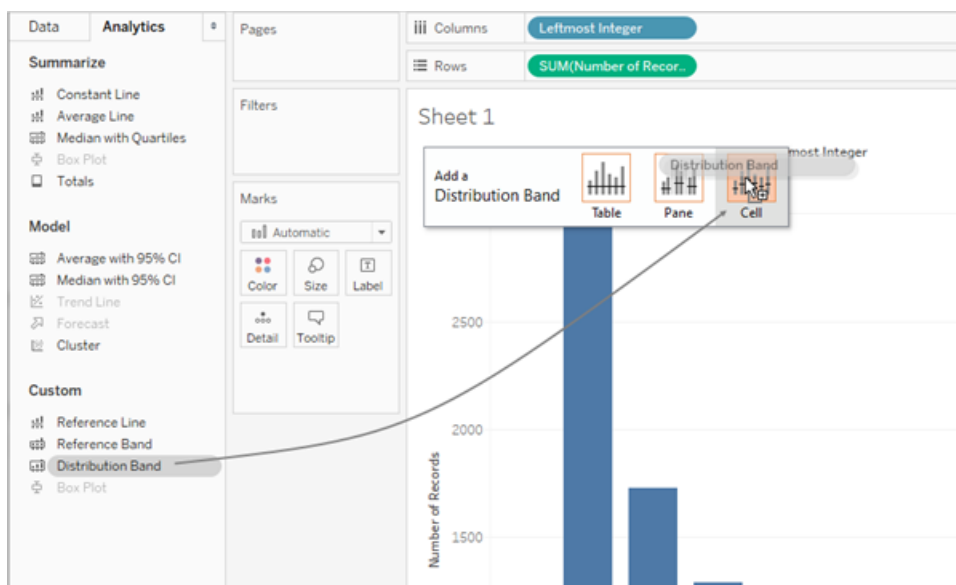 Data
Analytics
Pages
Columns
Leftmost Integer
Rows
SUM(Number of Recor..
Summarize
Constant Line
Average Line
Median with Quartiles
Box Plot
Totals
Model
Average with 95% CI
Median with 95% CI
Trend Line
Forecast
Cluster
Custom
Reference Line
Reference Band
Distribution Band
Box Plot
Filters
Marks
Automatic
Color
Size
Label
Detail
Tooltip
Sheet 1
most Integer
Add a
Distribution Band
Distribution Band
Table
Pane
Cell
2500
2000
1500
Number of Records